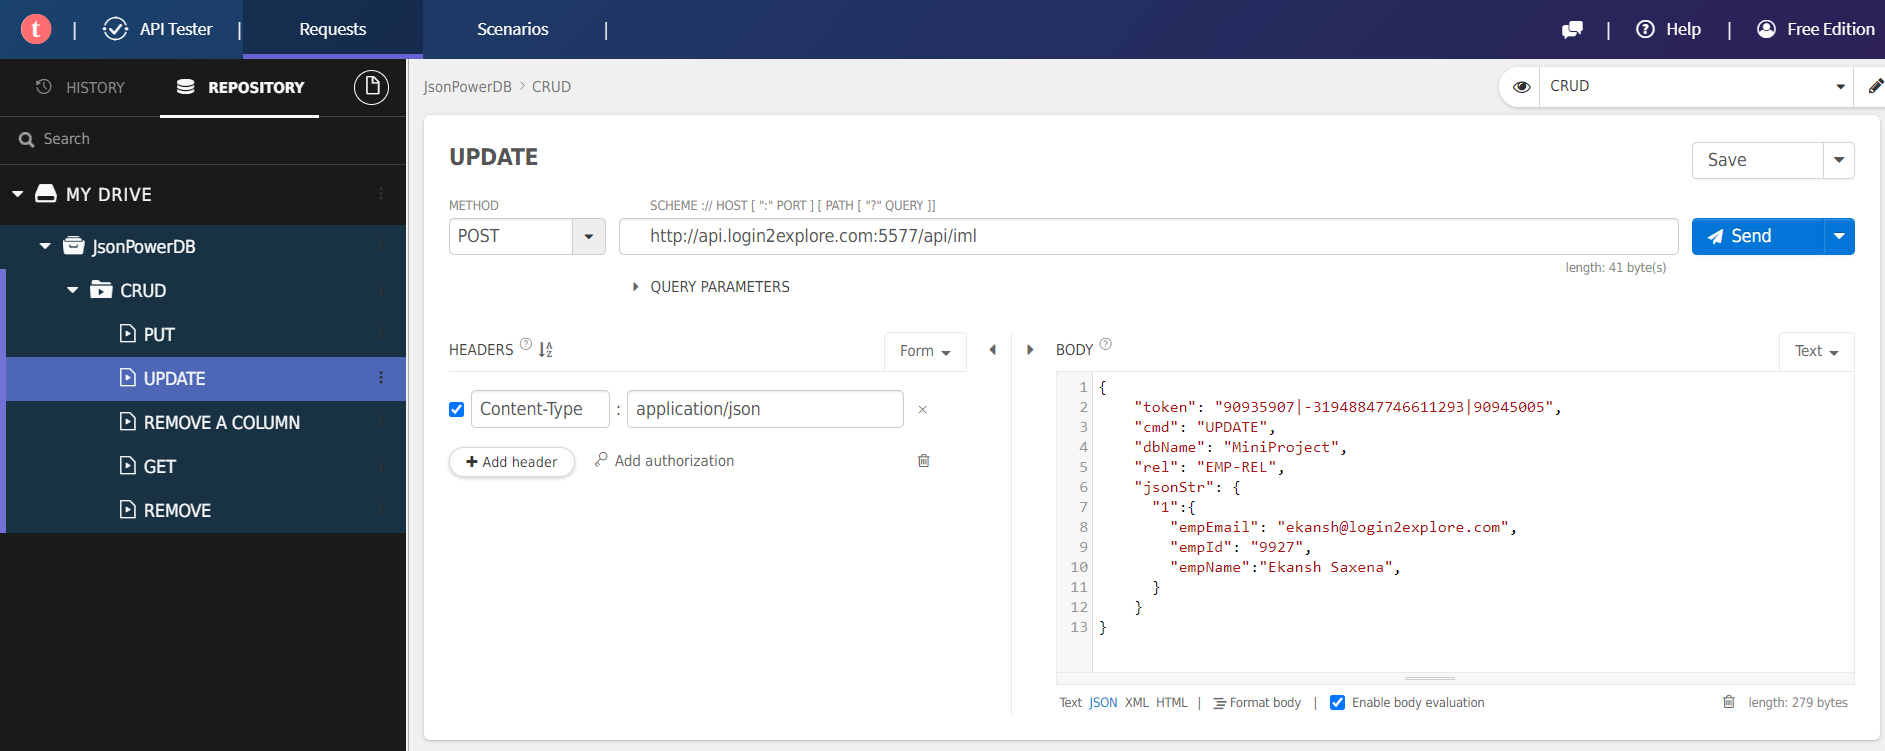 t | API Tester | Requests Scenarios | | Help | Free Edition
HISTORY REPOSITORY
Search
MY DRIVE
JsonPowerDB
CRUD
PUT
UPDATE
REMOVE A COLUMN
GET
REMOVE
JsonPowerDB > CRUD
CRUD
UPDATE
Save
METHOD SCHEME :// HOST [ ":" PORT ] [ PATH [ "?" QUERY ]]
POST http://api.login2explore.com:5577/api/iml Send
length: 41 byte(s)
QUERY PARAMETERS
HEADERS ? AZ Form
Content-Type : application/json ×
+ Add header Add authorization
BODY ? Text
1 {
2 "token": "90935907|-31948847746611293|90945005",
3 "cmd": "UPDATE",
4 "dbName": "MiniProject",
5 "rel": "EMP-REL",
6 "jsonStr": {
7 "1":{
8 "empEmail": "ekansh@login2explore.com",
9 "empId": "9927",
10 "empName":"Ekansh Saxena",
11 }
12 }
13 }
Text JSON XML HTML | Format body | Enable body evaluation length: 279 bytes